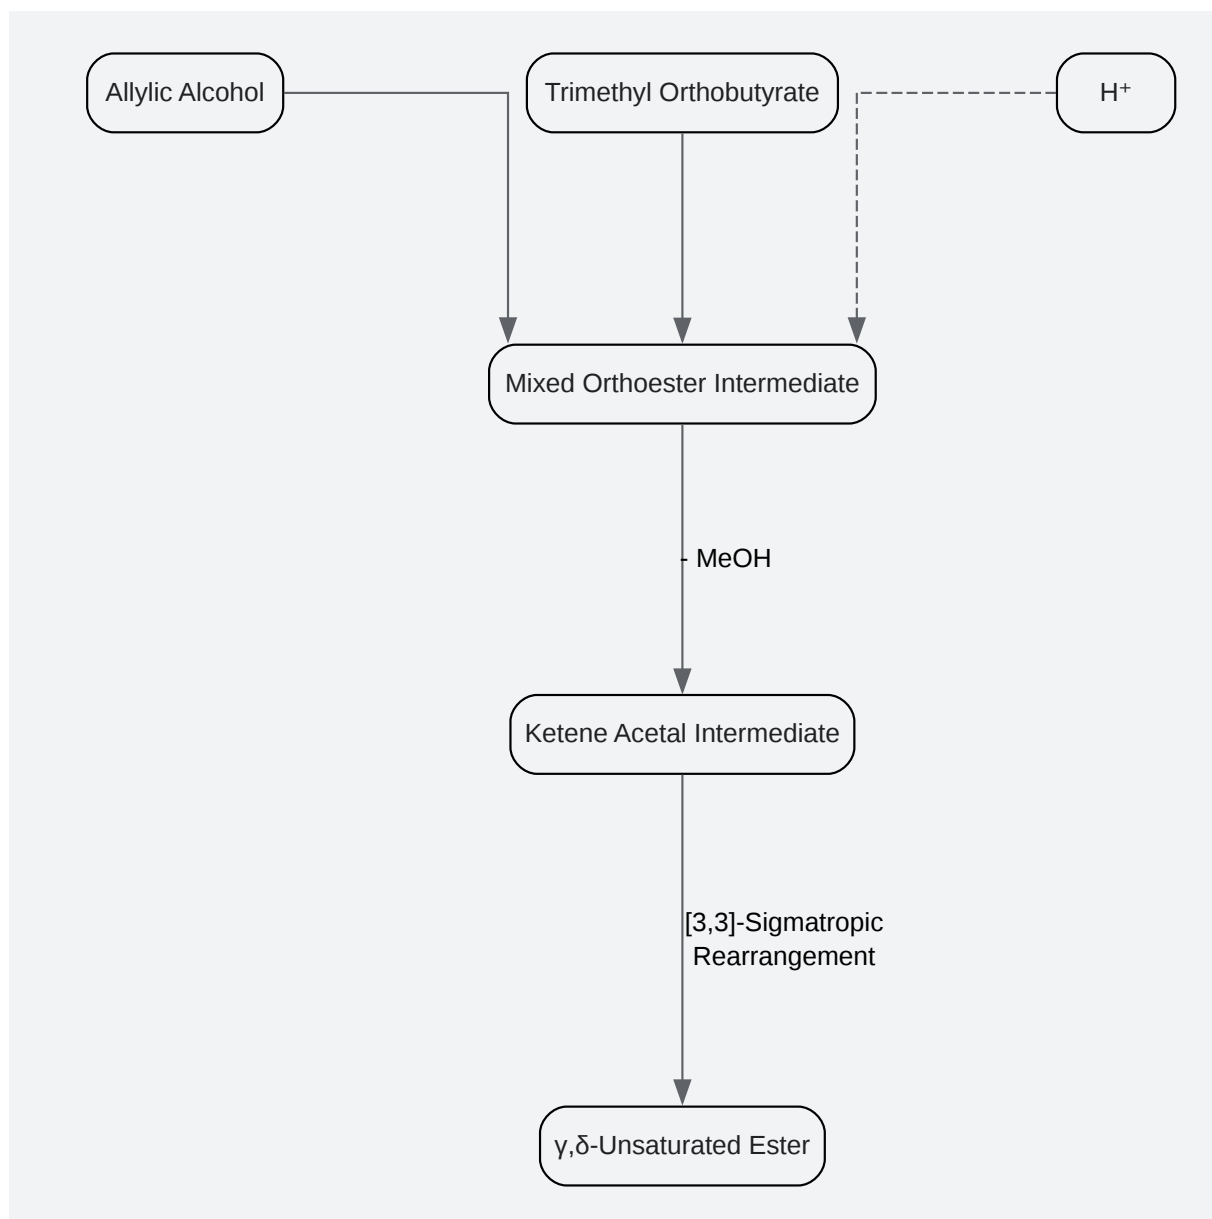 Allylic Alcohol
Trimethyl Orthobutyrate
H⁺
Mixed Orthoester Intermediate
- MeOH
Ketene Acetal Intermediate
[3,3]-Sigmatropic
Rearrangement
γ,δ-Unsaturated Ester